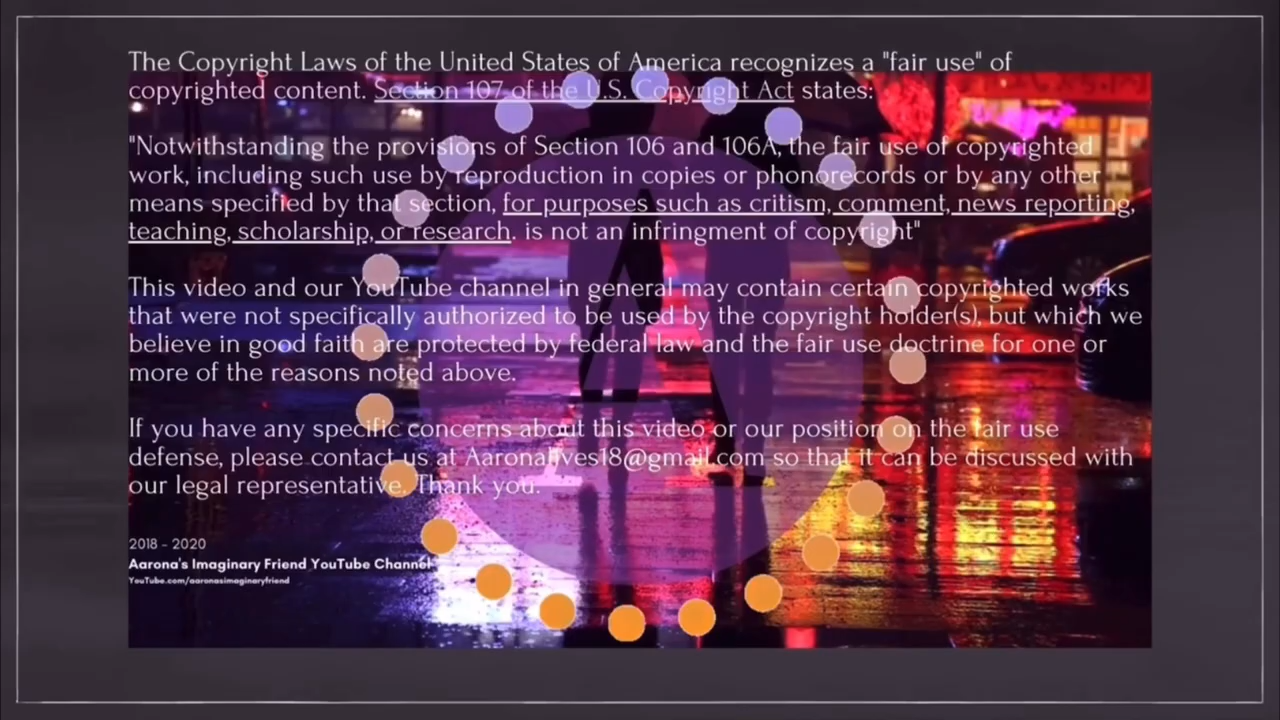 The Copyright Laws of the United States of America recognizes a "fair use" of
copyrighted content. Section 107 of the U.S. Copyright Act states:
"Notwithstanding the provisions of Section 106 and 106A, the fair use of copyrighted
work, including such use by reproduction in copies or phonorecords or by any other
means specified by that section, for purposes such as critism, comment, news reporting,
teaching, scholarship, or research. is not an infringment of copyright"
This video and our YouTube channel in general may contain certain copyrighted works
that were not specifically authorized to be used by the copyright holder(s), but which we
believe in good faith are protected by federal law and the fair use doctrine for one or
more of the reasons noted above.
If you have any specific concerns about this video or our position on the fair use
defense, please contact us at Aaronalives18@gmail.com so that it can be discussed with
our legal representative. Thank you.
2018 - 2020
Aarona's Imaginary Friend YouTube Channel
YouTube.com/aaronasimaginaryfriend